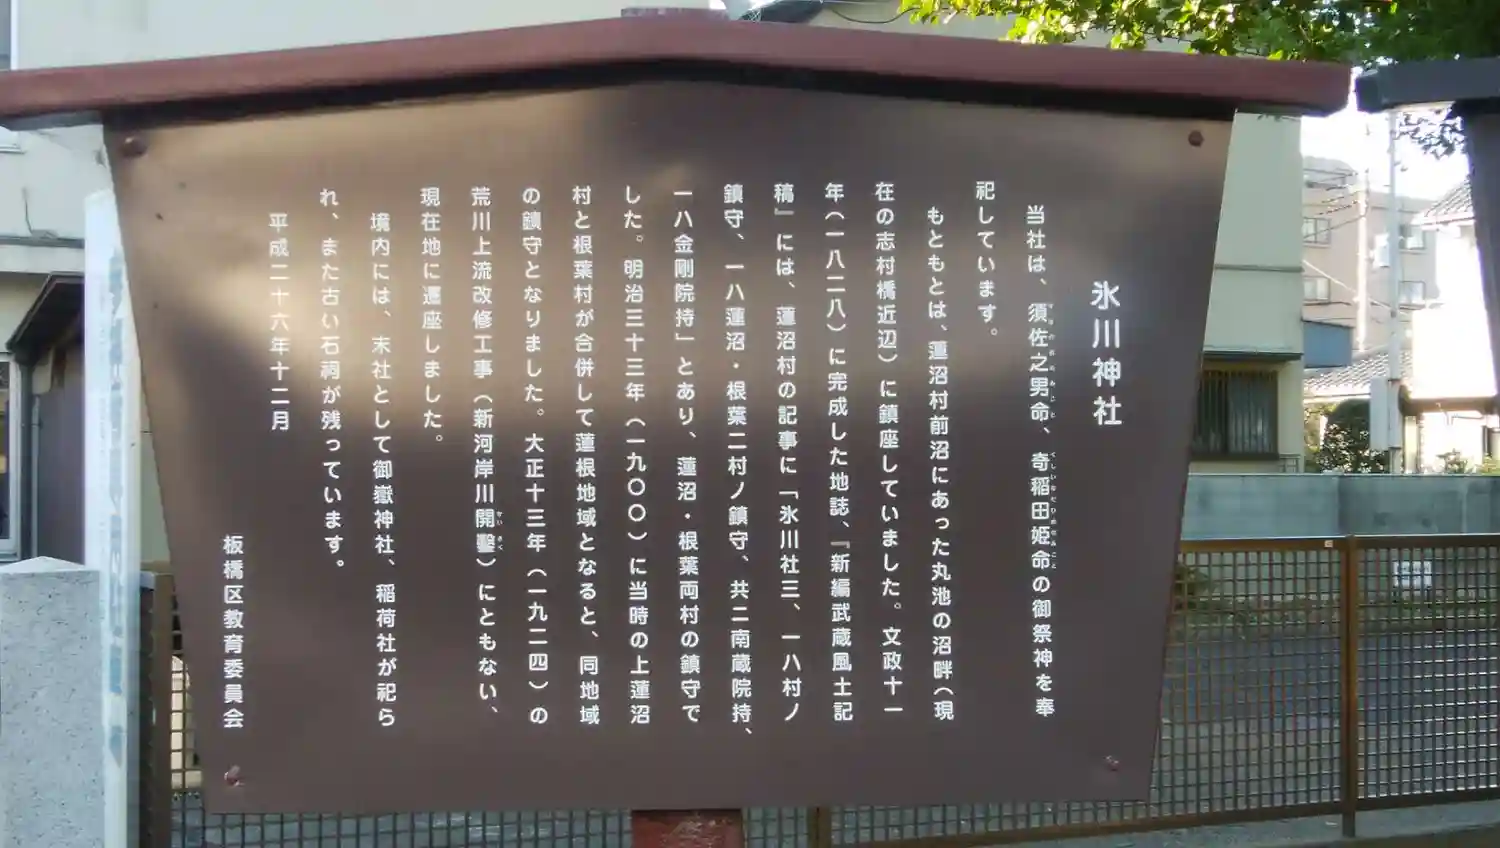 氷川神社
当社は、須佐之男命、奇稲田姫命の御祭神を奉
祀しています。
もともとは、蓮沼村前沼にあった丸池の沼畔（現
在の志村橋近辺）に鎮座していました。文政十一
年（一八二八）に完成した地誌、『新編武蔵風土記
稿』には、蓮沼村の記事に「氷川社三、一ハ村ノ
鎮守、一ハ蓮沼・根葉二村ノ鎮守、共ニ南蔵院持、
一ハ金剛院持」とあり、蓮沼・根葉両村の鎮守で
した。明治三十三年（一九〇〇）に当時の上蓮沼
村と根葉村が合併して蓮根地域となると、同地域
の鎮守となりました。大正十三年（一九二四）の
荒川上流改修工事（新河岸川開鑿）にともない、
現在地に遷座しました。
境内には、末社として御嶽神社、稲荷社が祀ら
れ、また古い石祠が残っています。
平成二十六年十二月
板橋区教育委員会